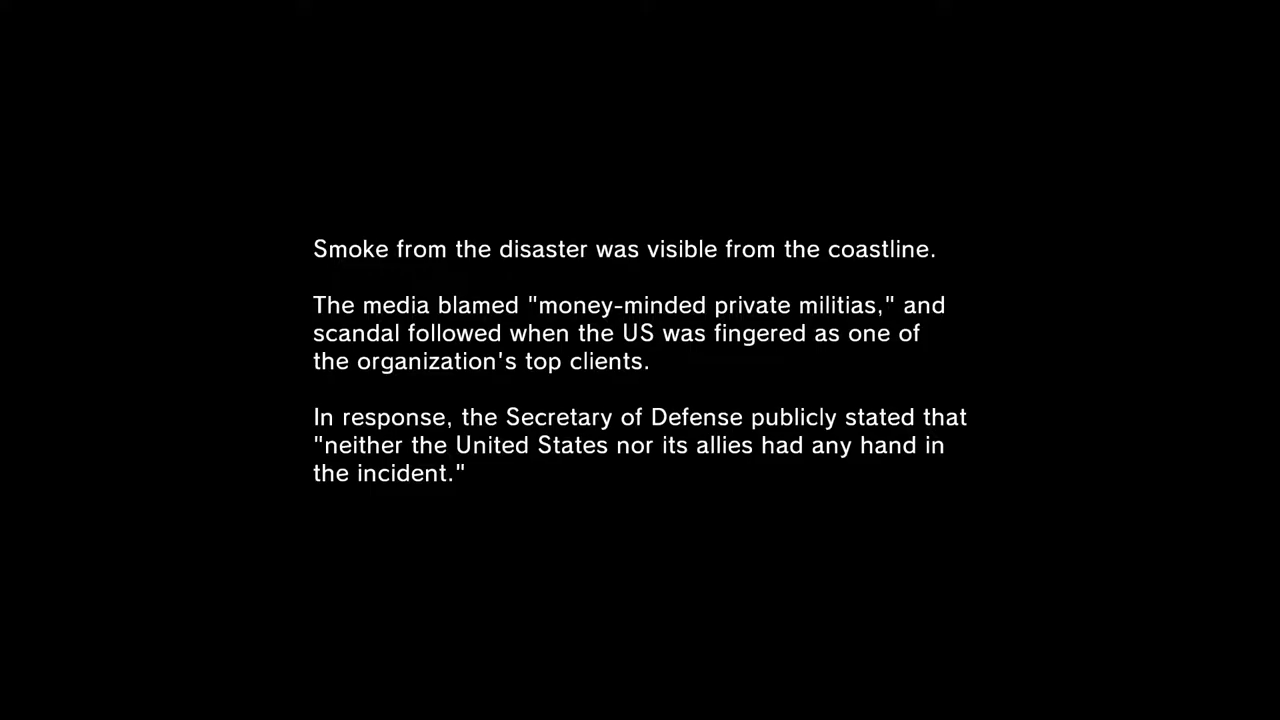 Smoke from the disaster was visible from the coastline.
The media blamed "money-minded private militias," and
scandal followed when the US was fingered as one of
the organization's top clients.
In response, the Secretary of Defense publicly stated that
"neither the United States nor its allies had any hand in
the incident."